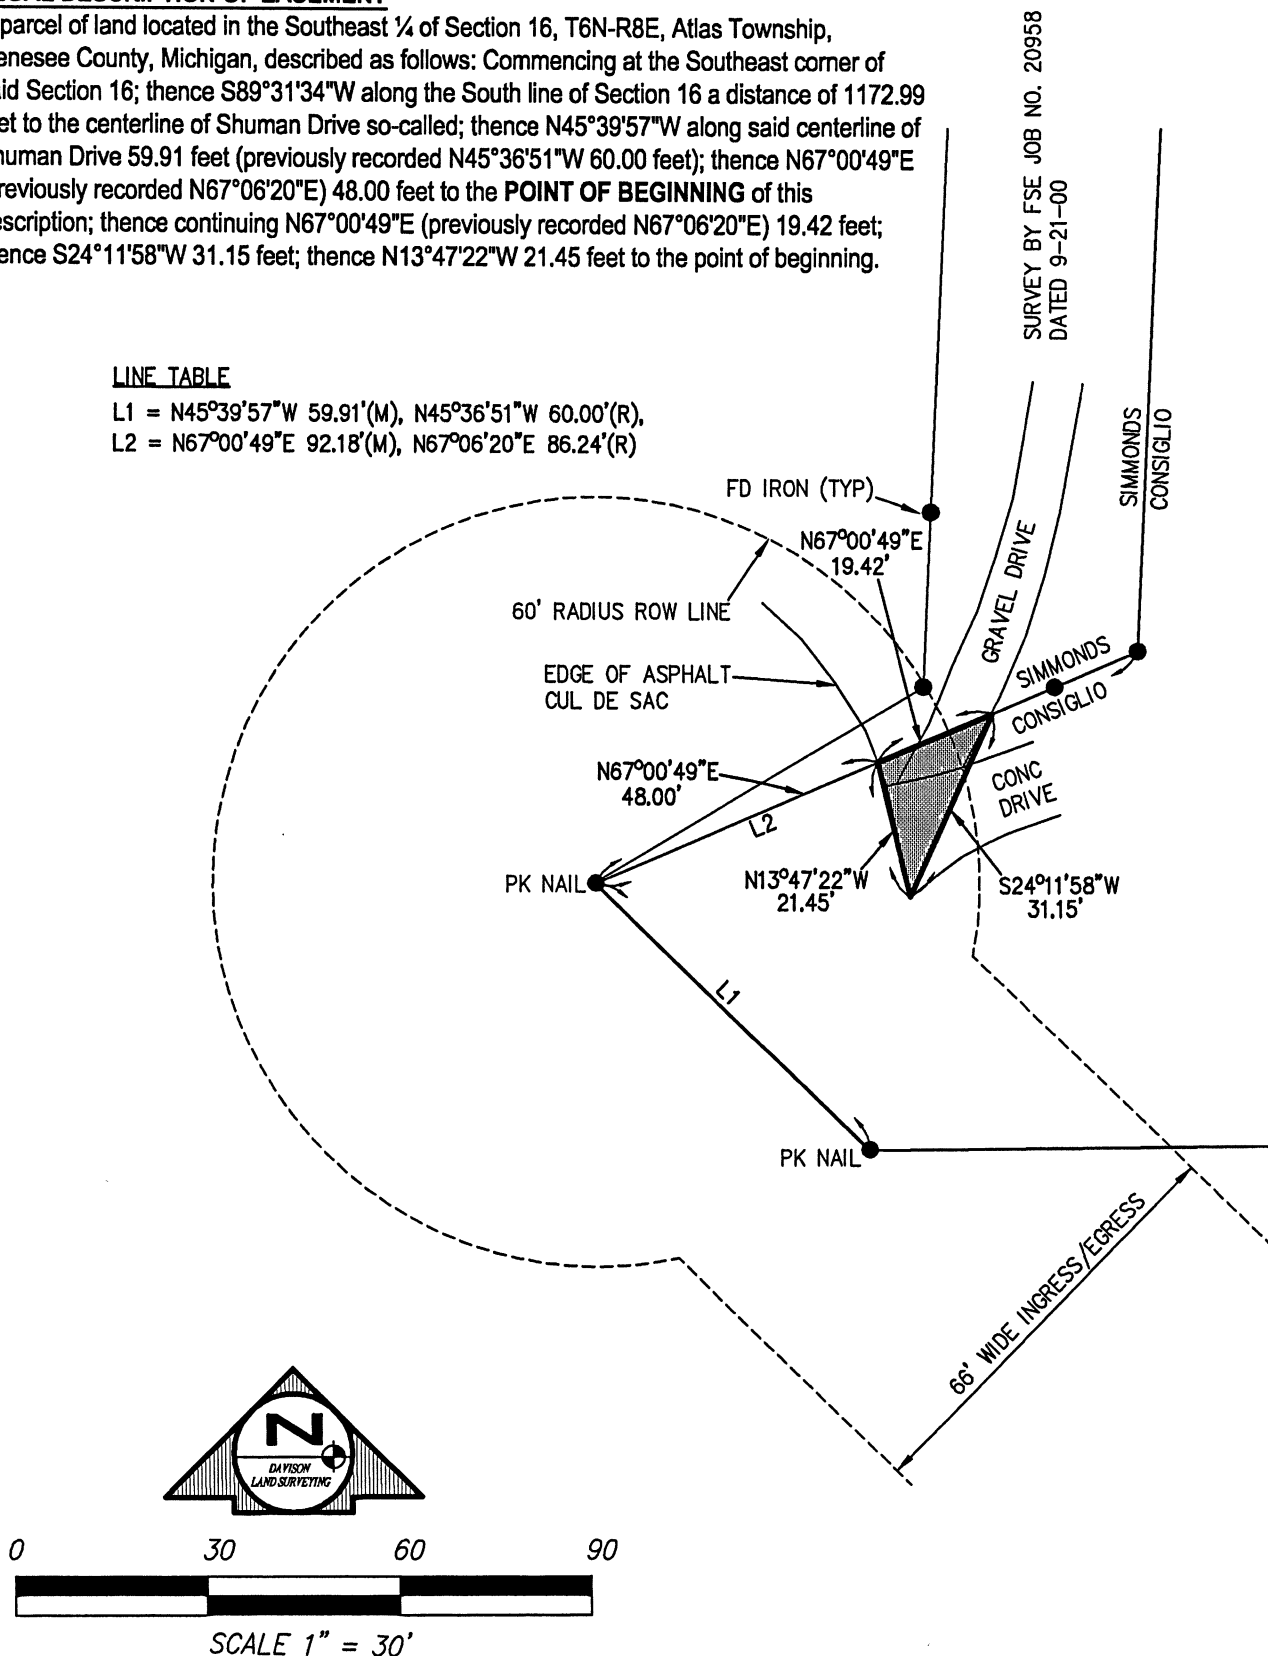 parcel of land located in the Southeast ¼ of Section 16, T6N-R8E, Atlas Township,
enesee County, Michigan, described as follows: Commencing at the Southeast corner of
id Section 16; thence S89°31'34"W along the South line of Section 16 a distance of 1172.99
et to the centerline of Shuman Drive so-called; thence N45°39'57"W along said centerline of
human Drive 59.91 feet (previously recorded N45°36'51"W 60.00 feet); thence N67°00'49"E
reviously recorded N67°06'20"E) 48.00 feet to the POINT OF BEGINNING of this
escription; thence continuing N67°00'49"E (previously recorded N67°06'20"E) 19.42 feet;
ence S24°11'58"W 31.15 feet; thence N13°47'22"W 21.45 feet to the point of beginning.
SURVEY BY FSE JOB NO. 20958
DATED 9-21-00
LINE TABLE
L1 = N45°39'57"W 59.91'(M), N45°36'51"W 60.00'(R),
L2 = N67°00'49"E 92.18'(M), N67°06'20"E 86.24'(R)
SIMMONDS
CONSIGLIO
FD IRON (TYP)
N67°00'49"E
19.42'
GRAVEL DRIVE
60' RADIUS ROW LINE
EDGE OF ASPHALT
CUL DE SAC
SIMMONDS
CONSIGLIO
N67°00'49"E
48.00'
CONC
DRIVE
L2
PK NAIL
N13°47'22"W
21.45'
S24°11'58"W
31.15'
L1
PK NAIL
66' WIDE INGRESS/EGRESS
N
DAVISON
LAND SURVEYING
0 30 60 90
SCALE 1" = 30'